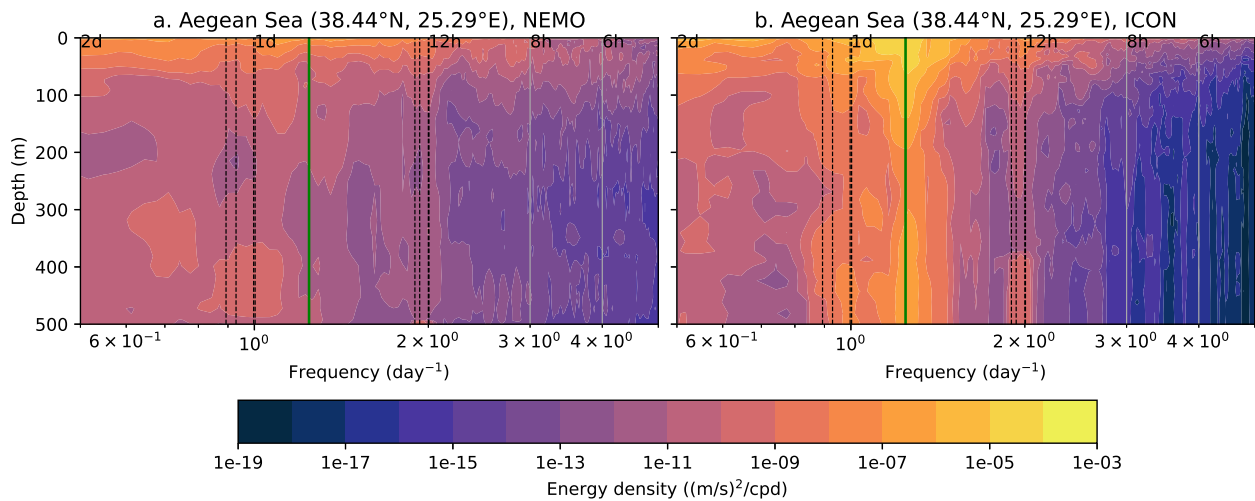 a. Aegean Sea (38.44°N, 25.29°E), NEMO
b. Aegean Sea (38.44°N, 25.29°E), ICON
2d 1d 12h 8h 6h
2d 1d 12h 8h 6h
0
100
200
300
400
500
Depth (m)
6 × 10⁻¹ 10⁰ 2 × 10⁰ 3 × 10⁰ 4 × 10⁰
6 × 10⁻¹ 10⁰ 2 × 10⁰ 3 × 10⁰ 4 × 10⁰
Frequency (day⁻¹)
Frequency (day⁻¹)
1e-19 1e-17 1e-15 1e-13 1e-11 1e-09 1e-07 1e-05 1e-03
Energy density ((m/s)²/cpd)